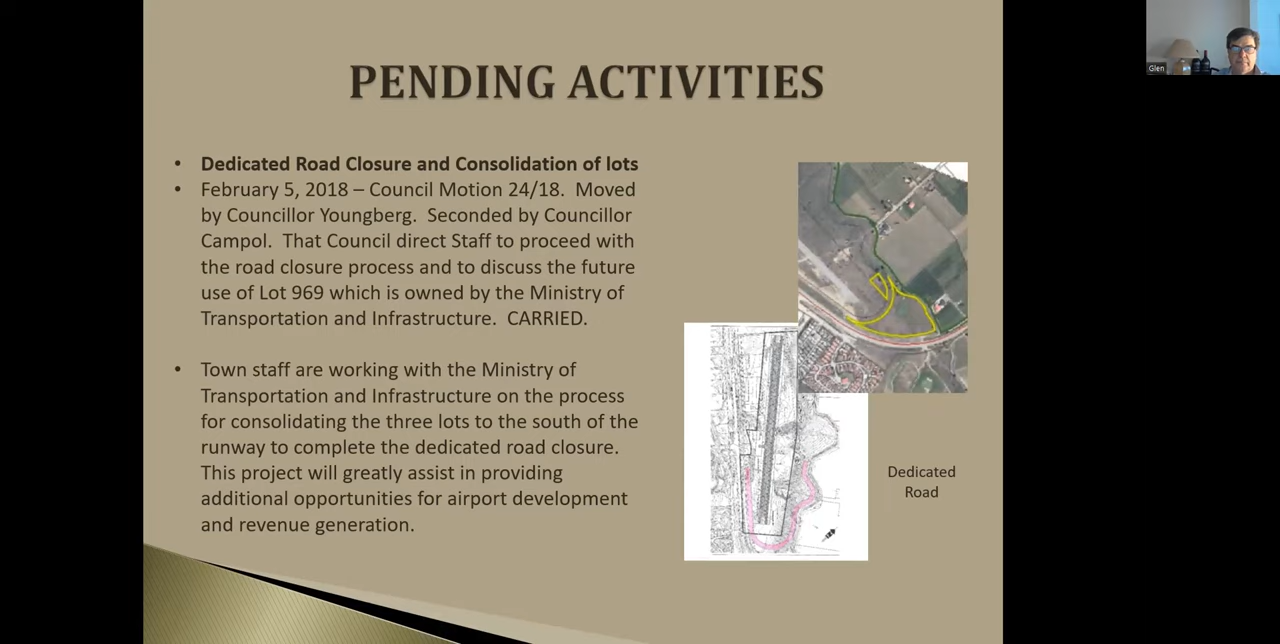 PENDING ACTIVITIES
• Dedicated Road Closure and Consolidation of lots
• February 5, 2018 – Council Motion 24/18. Moved
by Councillor Youngberg. Seconded by Councillor
Campol. That Council direct Staff to proceed with
the road closure process and to discuss the future
use of Lot 969 which is owned by the Ministry of
Transportation and Infrastructure. CARRIED.
• Town staff are working with the Ministry of
Transportation and Infrastructure on the process
for consolidating the three lots to the south of the
runway to complete the dedicated road closure.
This project will greatly assist in providing
additional opportunities for airport development
and revenue generation.
Dedicated
Road
Glen